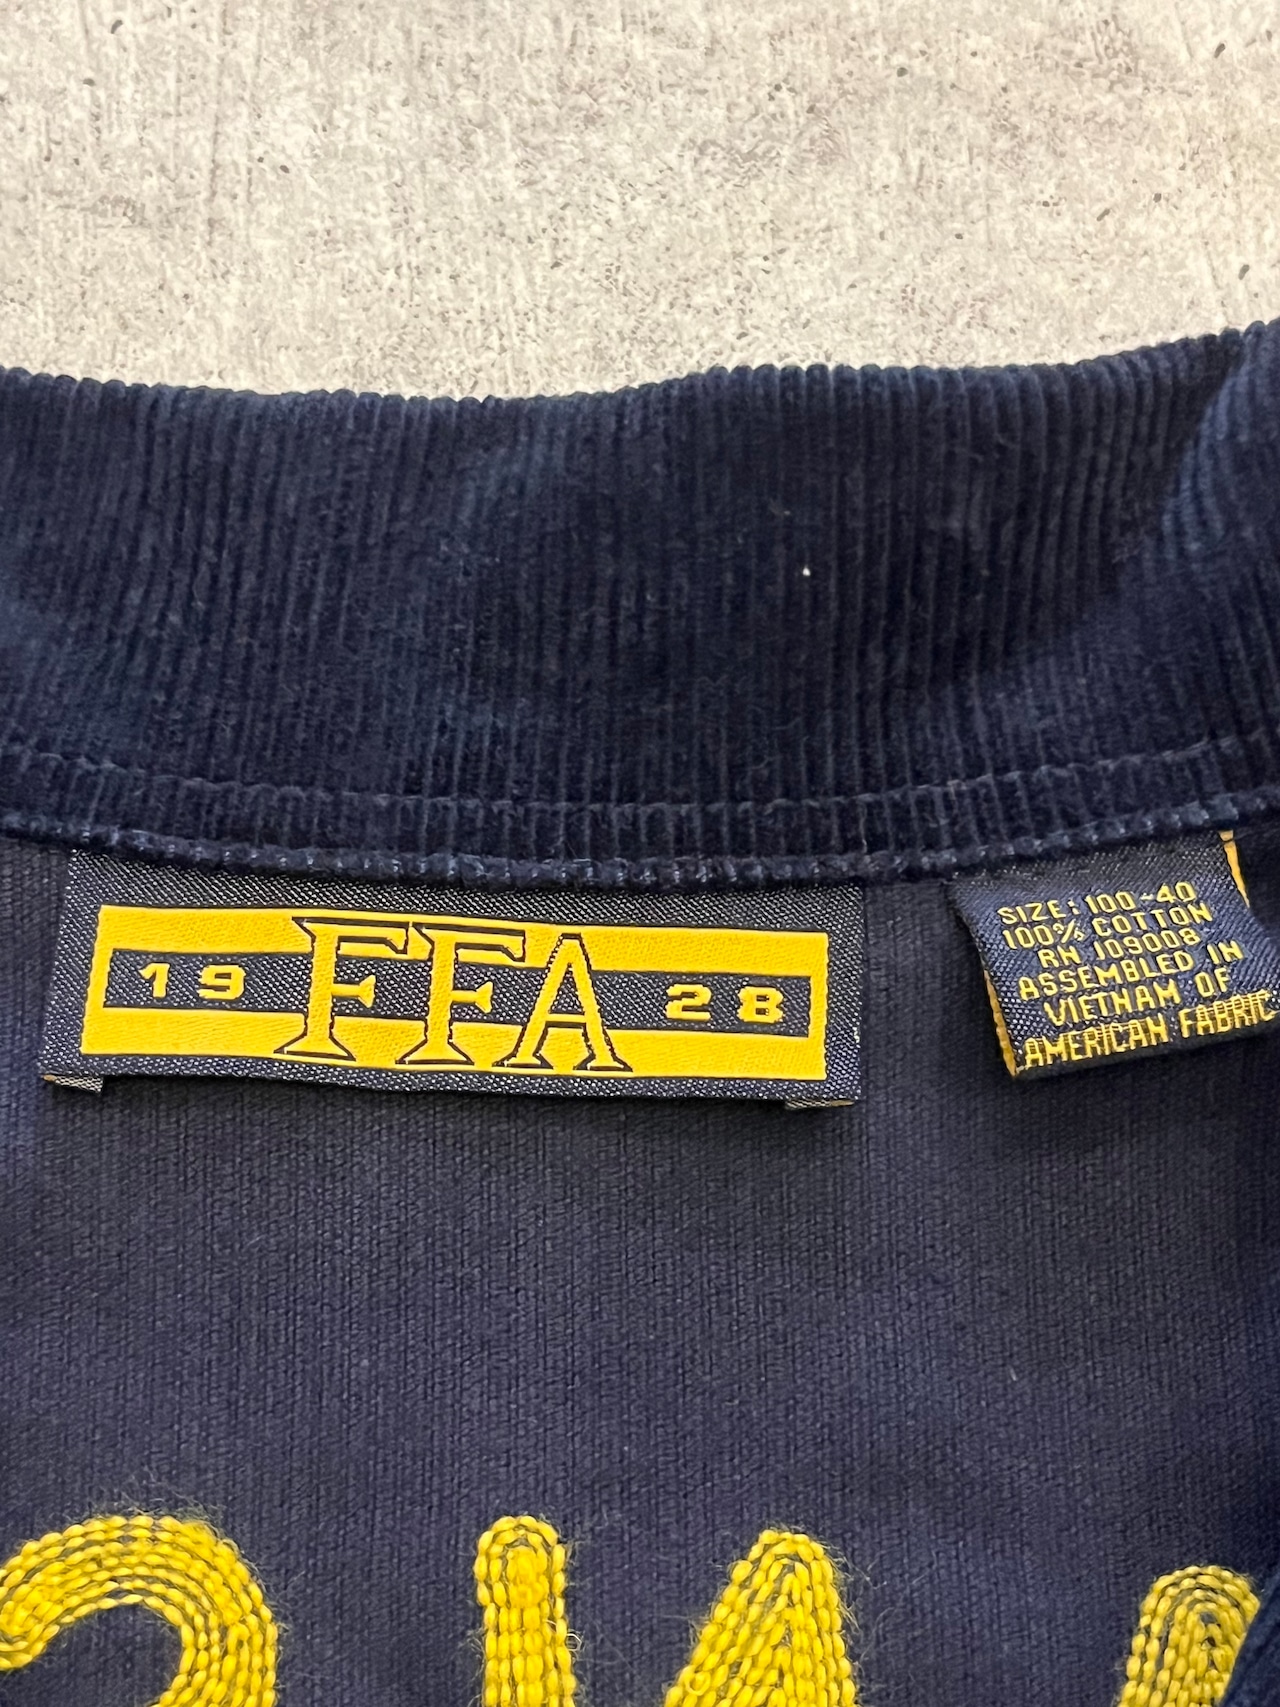 19 FFA 28
SIZE: 100-40
100% COTTON
RN 109008
ASSEMBLED IN
VIETNAM OF
AMERICAN FABRIC